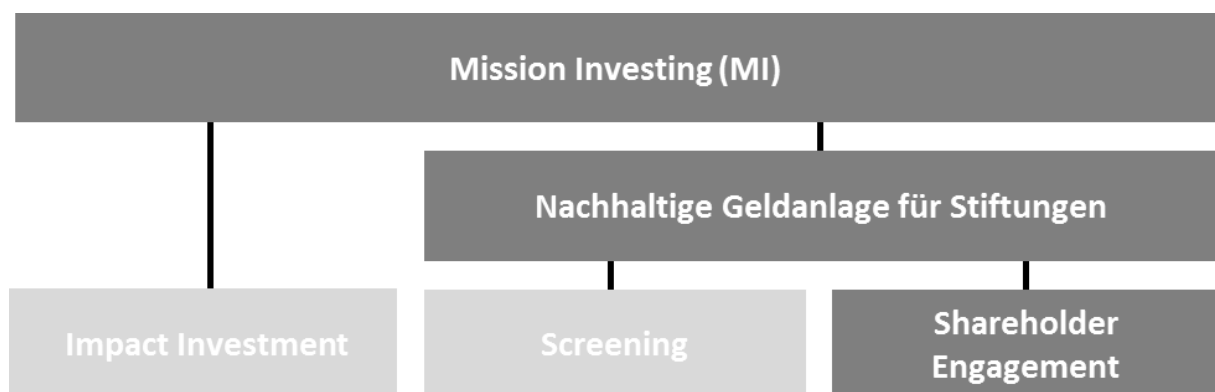 Mission Investing (MI)
Nachhaltige Geldanlage für Stiftungen
Impact Investment
Screening
Shareholder
Engagement